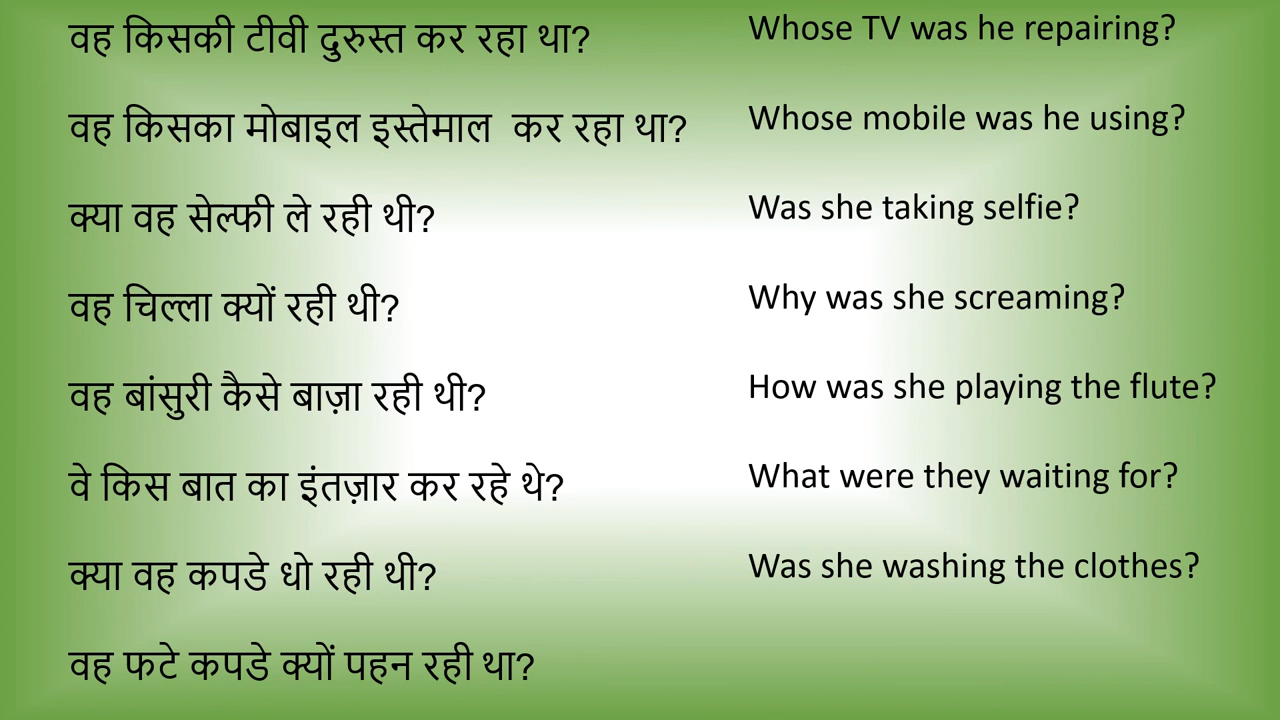 वह किसकी टीवी दुरुस्त कर रहा था? Whose TV was he repairing?
वह किसका मोबाइल इस्तेमाल कर रहा था? Whose mobile was he using?
क्या वह सेल्फी ले रही थी? Was she taking selfie?
वह चिल्ला क्यों रही थी? Why was she screaming?
वह बांसुरी कैसे बाज़ा रही थी? How was she playing the flute?
वे किस बात का इंतज़ार कर रहे थे? What were they waiting for?
क्या वह कपडे धो रही थी? Was she washing the clothes?
वह फटे कपडे क्यों पहन रही था?